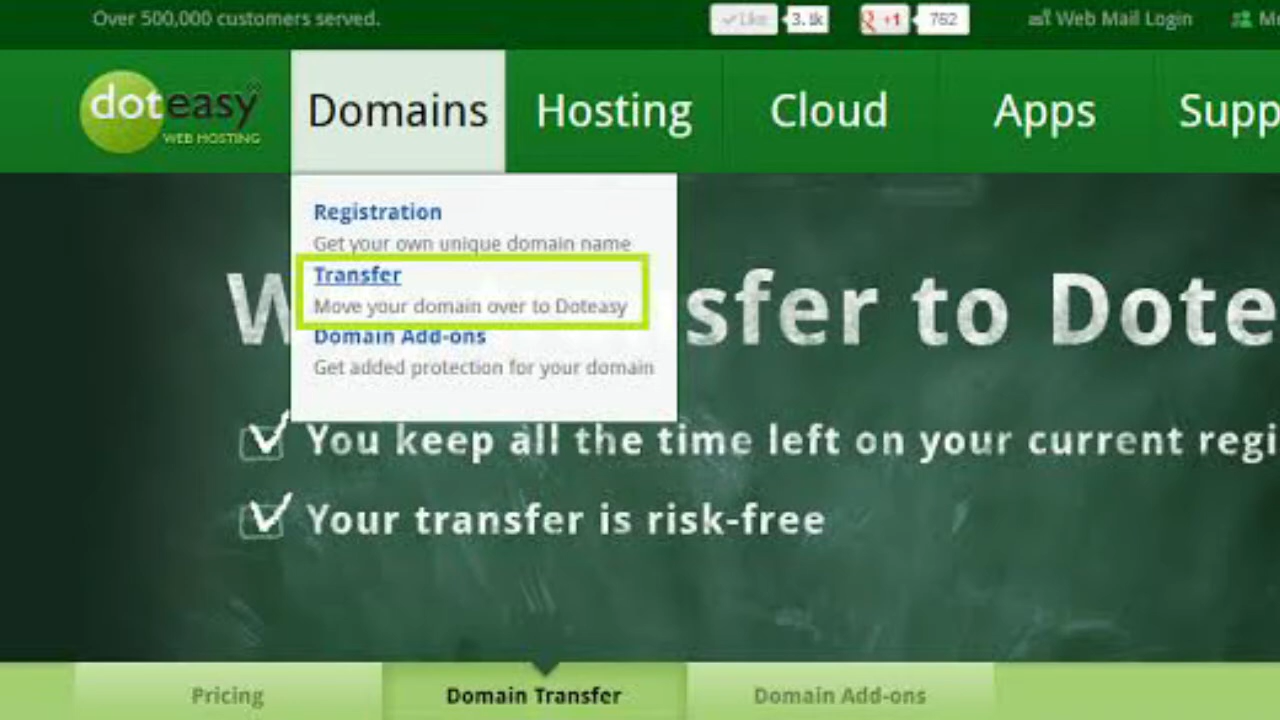 Over 500,000 customers served.
Like 3.1k +1 762 Web Mail Login
doteasy
WEB HOSTING
Domains Hosting Cloud Apps Supp
Registration
Get your own unique domain name
Transfer
Move your domain over to Doteasy
Domain Add-ons
Get added protection for your domain
W sfer to Dote
You keep all the time left on your current regi
Your transfer is risk-free
Pricing Domain Transfer Domain Add-ons